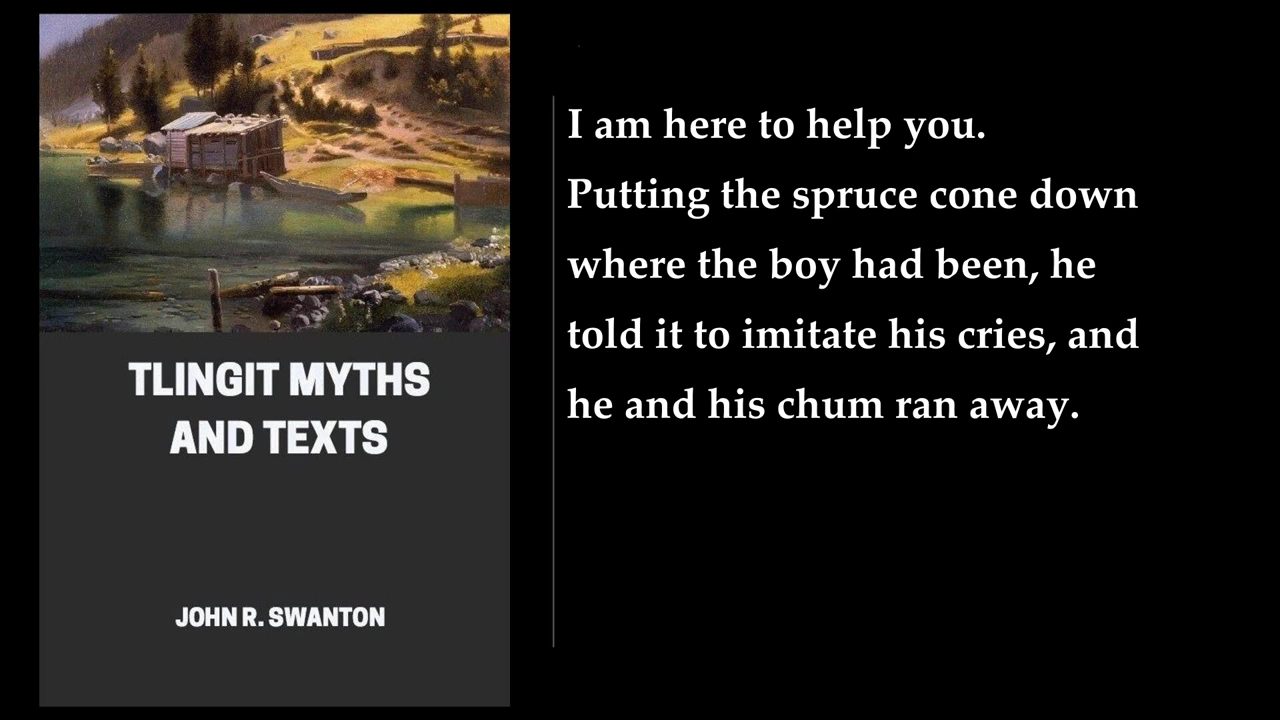 TLINGIT MYTHS
AND TEXTS
JOHN R. SWANTON
I am here to help you.
Putting the spruce cone down
where the boy had been, he
told it to imitate his cries, and
he and his chum ran away.